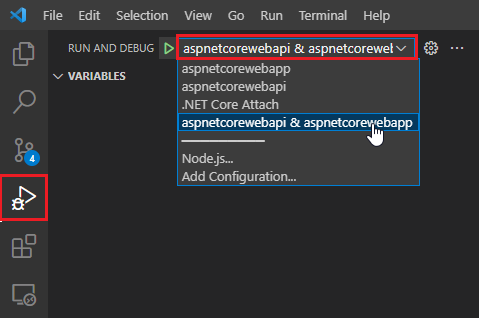 File Edit Selection View Go Run Terminal Help
RUN AND DEBUG aspnetcorewebapi & aspnetcorewel
VARIABLES
aspnetcorewebapp
aspnetcorewebapi
.NET Core Attach
aspnetcorewebapi & aspnetcorewebapp
4
Node.js...
Add Configuration...